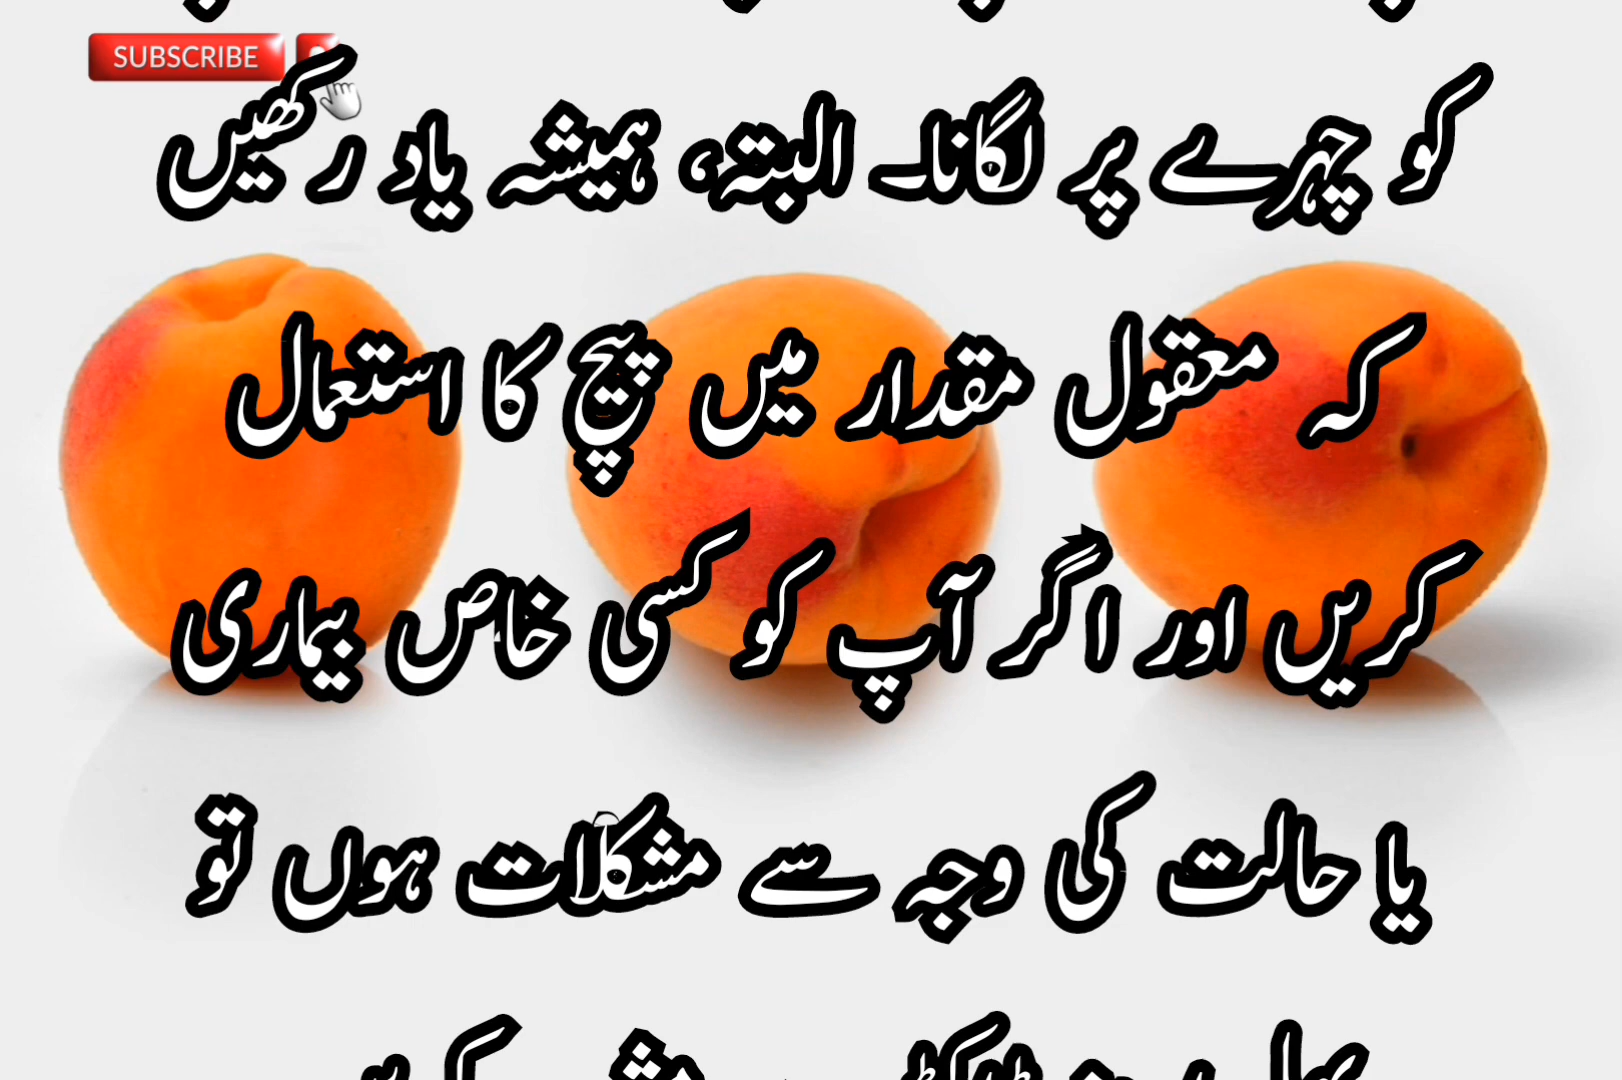 SUBSCRIBE
کو چہرے پر لگانا۔ البتہ، ہمیشہ یاد رکھیں
کہ معقول مقدار میں پیچ کا استعمال
کریں اور اگر آپ کو کسی خاص بیماری
یا حالت کی وجہ سے مشکلات ہوں تو